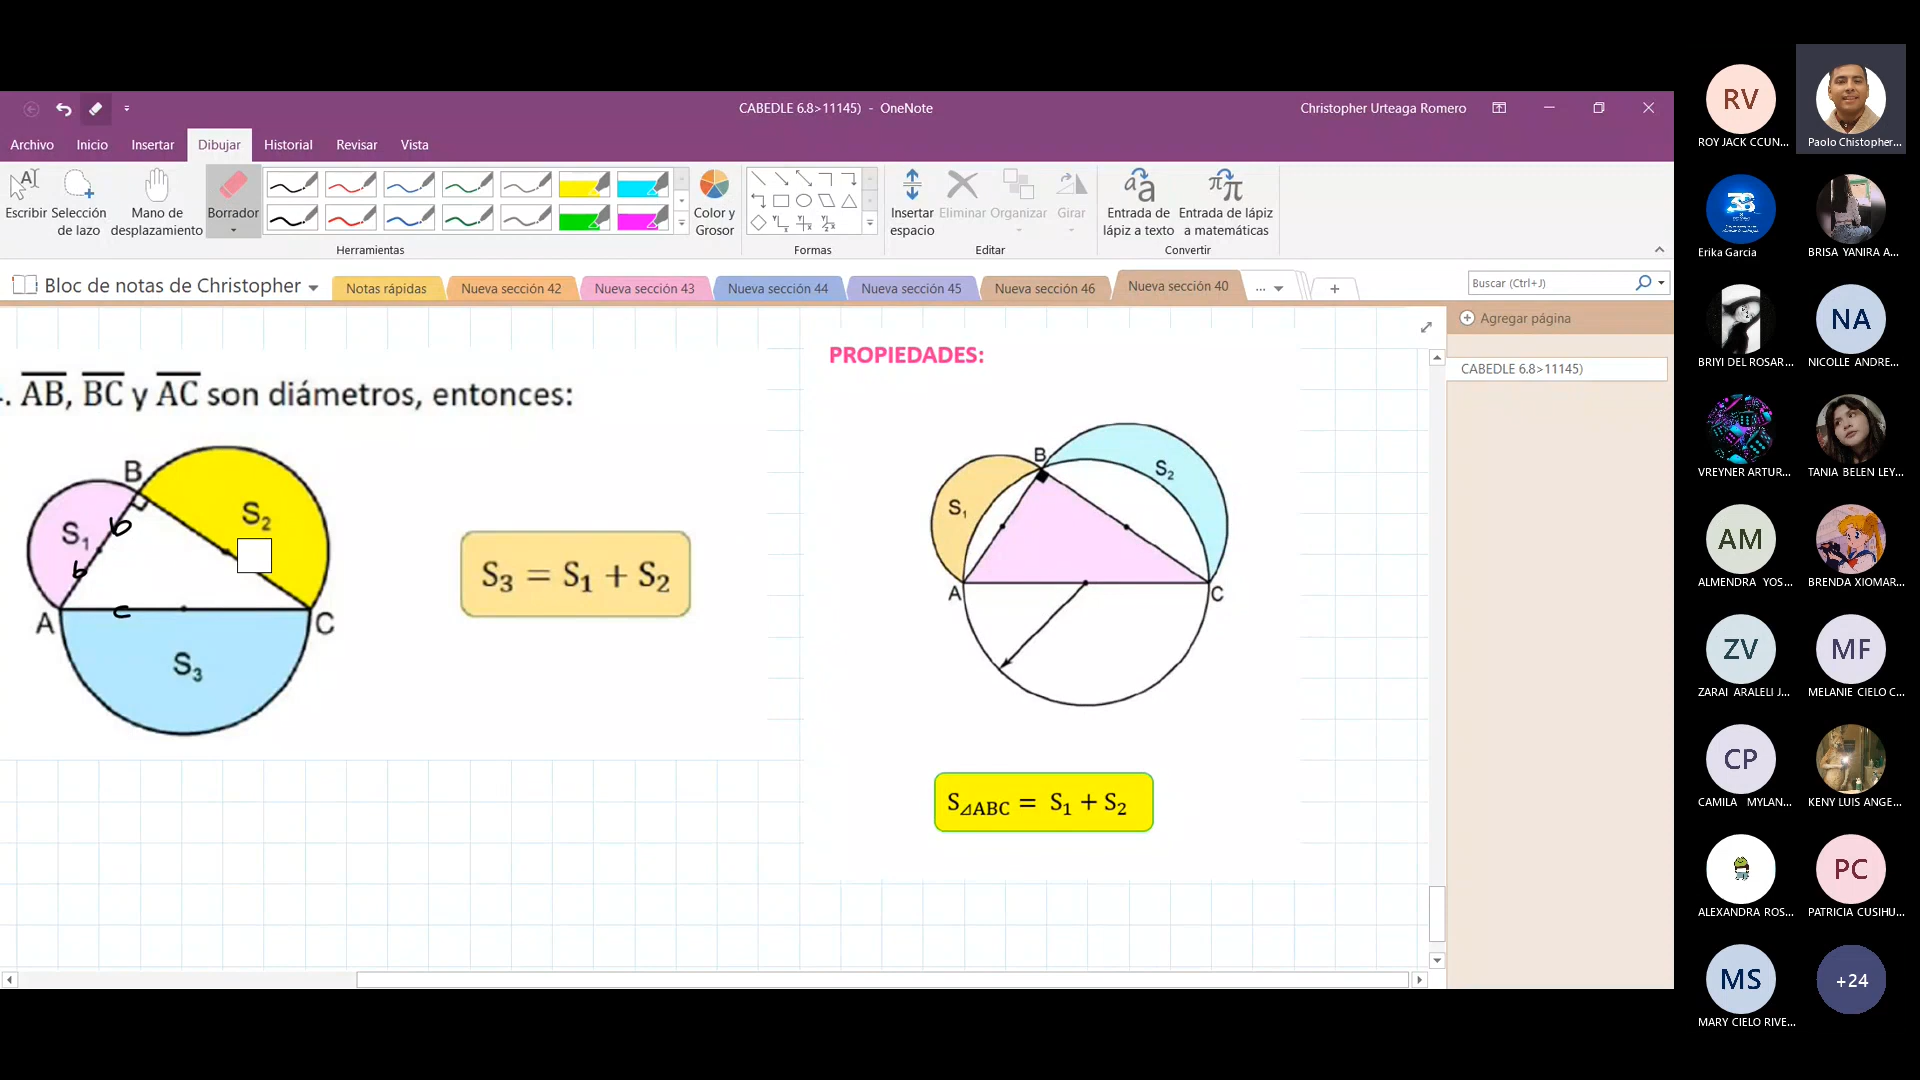 CABEDLE 6.8>11145) - OneNote
Christopher Urteaga Romero
Archivo
Inicio
Insertar
Dibujar
Historial
Revisar
Vista
Escribir
Selección de lazo
Mano de desplazamiento
Borrador
Color y Grosor
Insertar espacio
Eliminar
Organizar
Girar
Entrada de lápiz a texto
Entrada de lápiz a matemáticas
Herramientas
Formas
Editar
Convertir
Bloc de notas de Christopher
Notas rápidas
Nueva sección 42
Nueva sección 43
Nueva sección 44
Nueva sección 45
Nueva sección 46
Nueva sección 40
...
Buscar (Ctrl+J)
Agregar página
CABEDLE 6.8>11145)
. A̅B̅, B̅C̅ y A̅C̅ son diámetros, entonces:
B
S₁
b
b
S₂
A
c
C
S₃
S₃ = S₁ + S₂
PROPIEDADES:
B
S₁
S₂
A
C
S⊿ABC = S₁ + S₂
RV
ROY JACK CCUN...
Paolo Chistopher...
Erika Garcia
BRISA YANIRA A...
BRIYI DEL ROSAR...
NA
NICOLLE ANDRE...
VREYNER ARTUR...
TANIA BELEN LEY...
AM
ALMENDRA YOS...
BRENDA XIOMAR...
ZV
ZARAI ARALELI J...
MF
MELANIE CIELO C...
CP
CAMILA MYLAN...
KENY LUIS ANGE...
ALEXANDRA ROS...
PC
PATRICIA CUSIHU...
MS
MARY CIELO RIVE...
+24